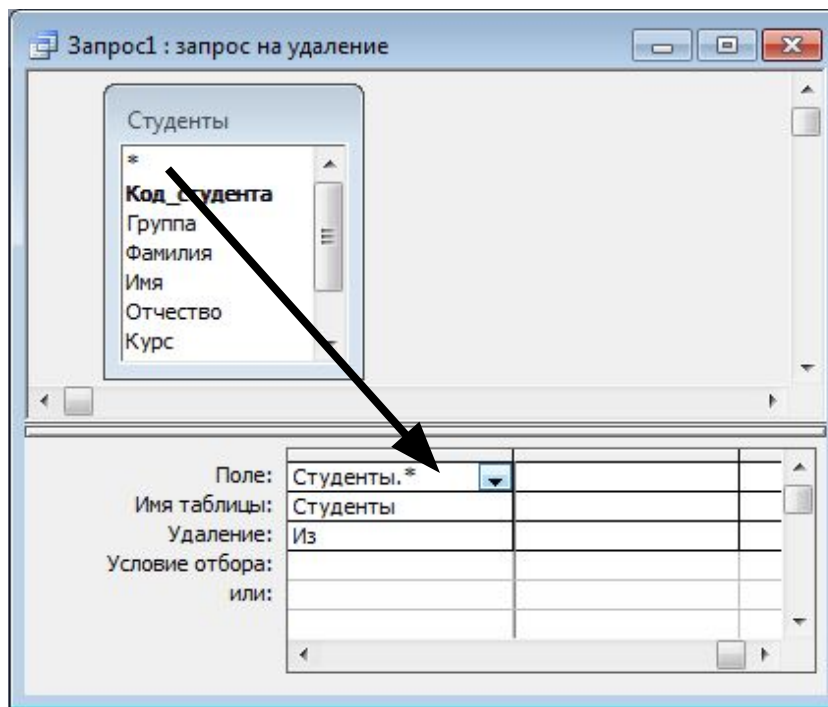 Запрос1 : запрос на удаление
Студенты
*
Код_студента
Группа
Фамилия
Имя
Отчество
Курс
Поле: Студенты.*
Имя таблицы: Студенты
Удаление: Из
Условие отбора:
или: